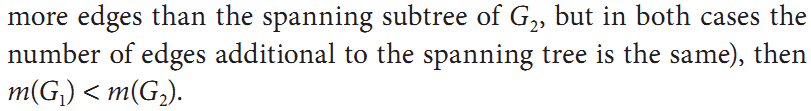 more edges than the spanning subtree of G₂, but in both cases the
number of edges additional to the spanning tree is the same), then
m(G₁) < m(G₂).